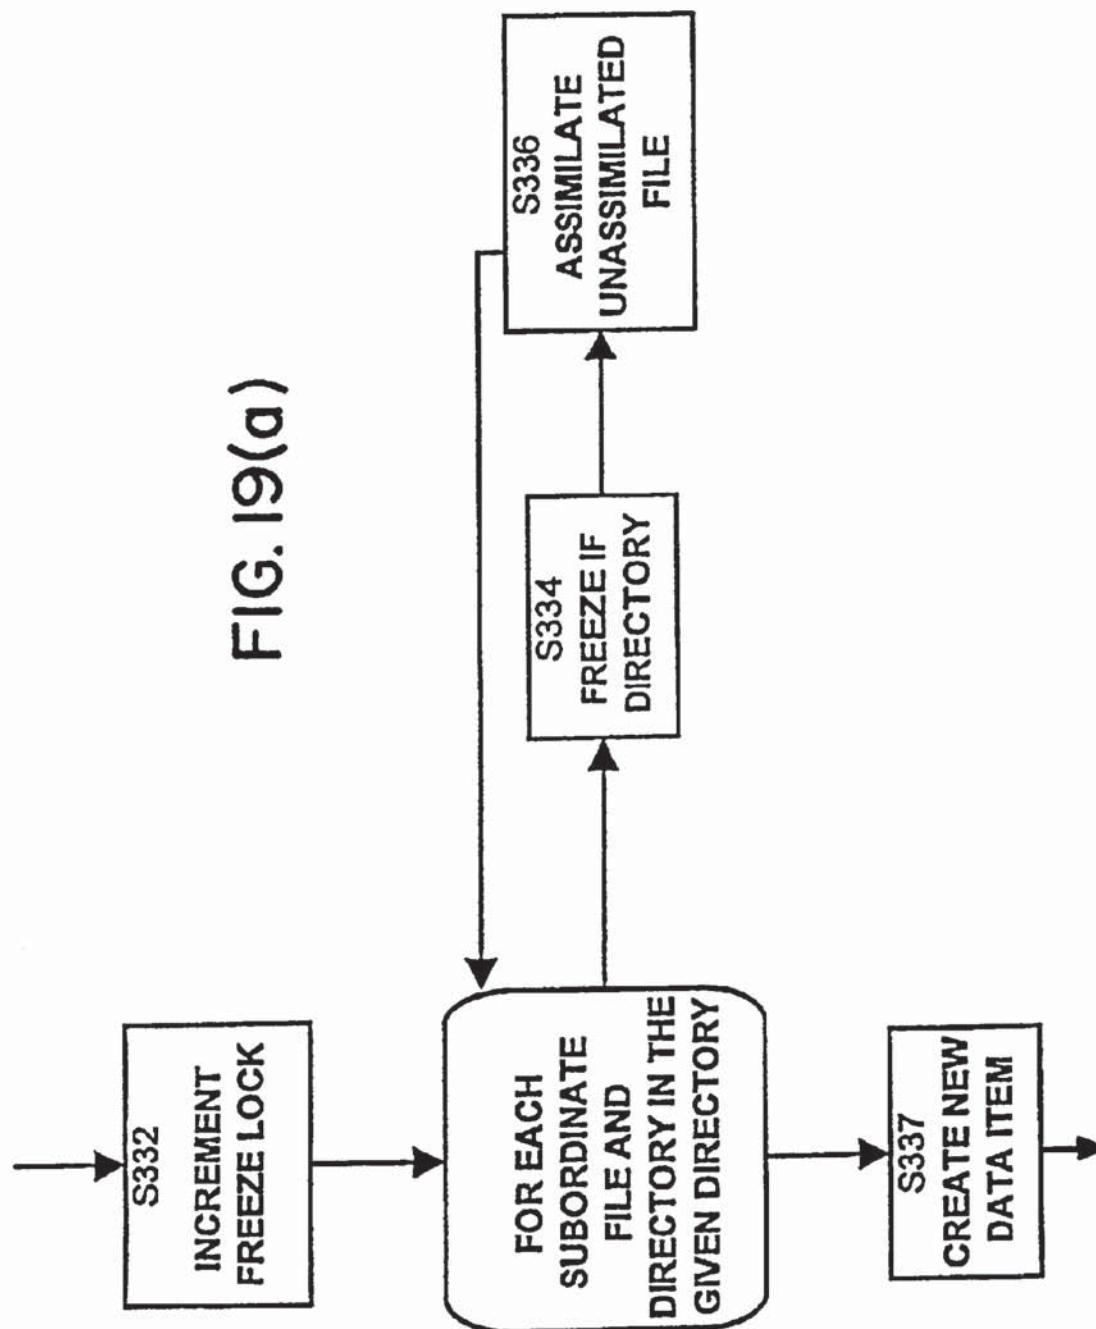 FIG. 19(a)
S332
INCREMENT
FREEZE LOCK
FOR EACH
SUBORDINATE
FILE AND
DIRECTORY IN THE
GIVEN DIRECTORY
S334
FREEZE IF
DIRECTORY
S336
ASSIMILATE
UNASSIMILATED
FILE
S337
CREATE NEW
DATA ITEM